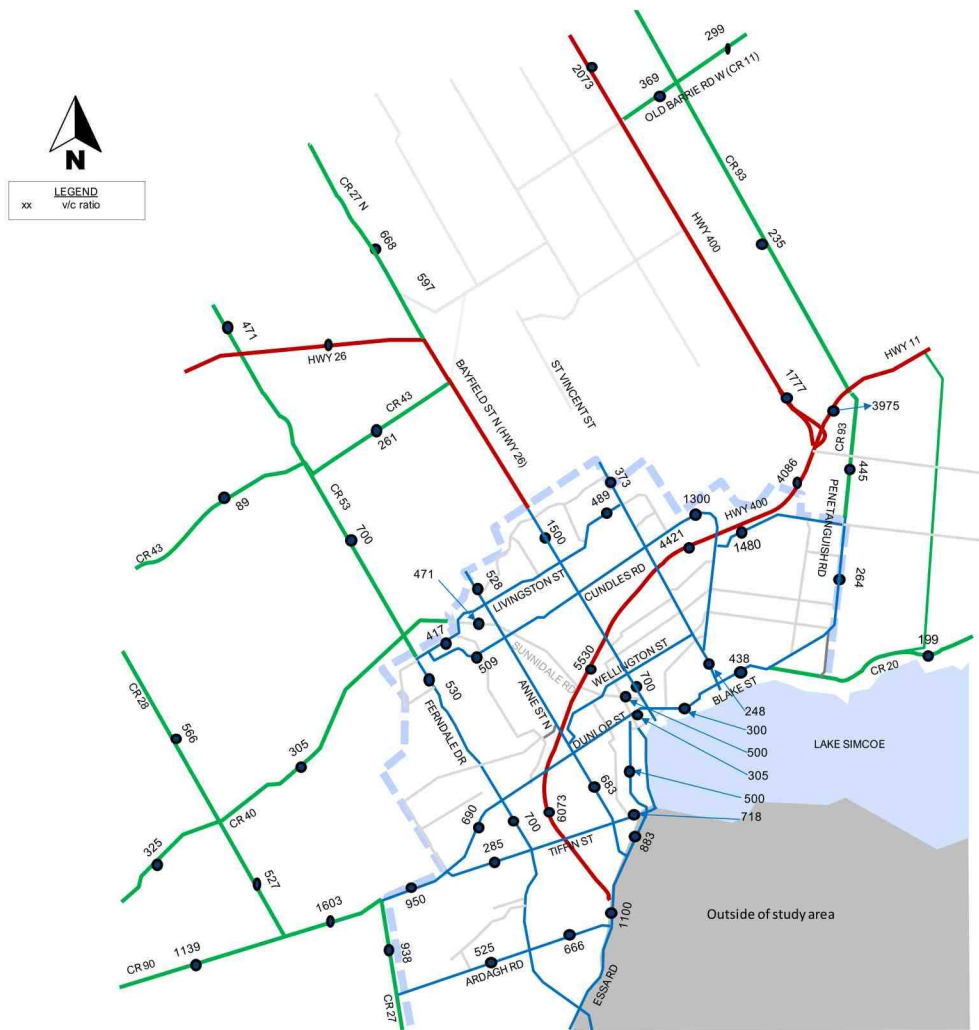 299
2073
369
OLD BARRIE RD W (CR 11)
N
LEGEND
xx v/c ratio
CR 93
CR 27 N
HWY 400
235
668
597
471
HWY 26
HWY 11
BAYFIELD ST N (HWY 26)
ST VINCENT ST
1777
3975
CR 43
CR93
261
4086
445
373
PENETANGUISH RD
489
1300
89
HWY 400
CR 53
1500
4421
1480
700
CR 43
471
528
LIVINGSTON ST
CUNDLES RD
264
417
SUNNIDALE RD
509
5530
WELLINGTON ST
438
199
CR 20
530
ANNE ST N
700
BLAKE ST
CR 28
FERNDALE DR
DUNLOP ST
248
300
566
500
LAKE SIMCOE
305
305
683
500
690
6073
718
CR 40
700
TIFFIN ST
883
325
285
527
950
1603
1100
Outside of study area
1139
938
666
525
CR 90
ARDAGH RD
ESSA RD
CR 27